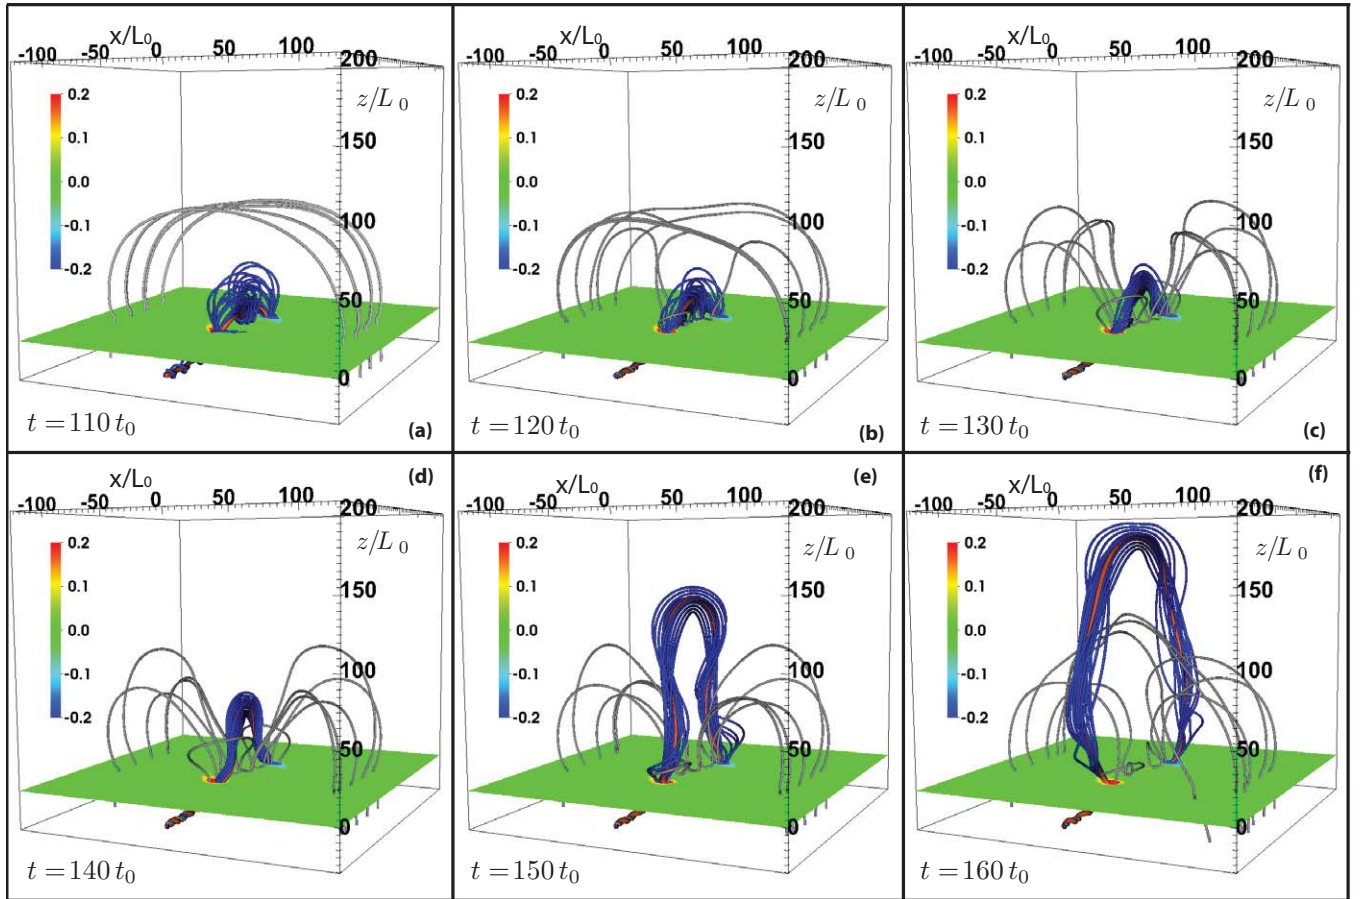 x/L₀
-100 -50 0 50 100 200
0.2 z/L₀
0.1 150
0.0
-0.1 100
-0.2
50
0
t = 110 t₀ (a)
x/L₀
-100 -50 0 50 100 200
0.2 z/L₀
0.1 150
0.0
-0.1 100
-0.2
50
0
t = 120 t₀ (b)
x/L₀
-100 -50 0 50 100 200
0.2 z/L₀
0.1 150
0.0
-0.1 100
-0.2
50
0
t = 130 t₀ (c)
(d)
x/L₀
-100 -50 0 50 100 200
0.2 z/L₀
0.1 150
0.0
-0.1 100
-0.2
50
0
t = 140 t₀
(e)
x/L₀
-100 -50 0 50 100 200
0.2 z/L₀
0.1 150
0.0
-0.1 100
-0.2
50
0
t = 150 t₀
(f)
x/L₀
-100 -50 0 50 100 200
0.2 z/L₀
0.1 150
0.0
-0.1 100
-0.2
50
0
t = 160 t₀